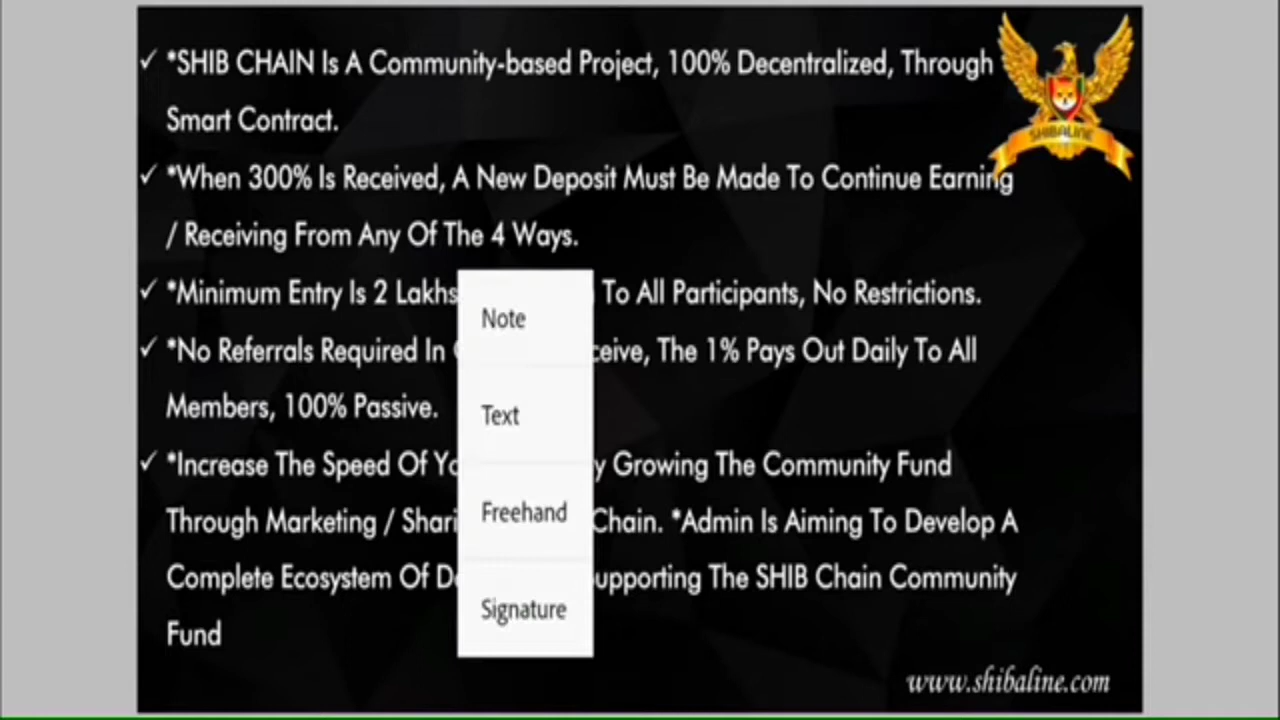 ✓ *SHIB CHAIN Is A Community-based Project, 100% Decentralized, Through
Smart Contract.
✓ *When 300% Is Received, A New Deposit Must Be Made To Continue Earning
/ Receiving From Any Of The 4 Ways.
✓ *Minimum Entry Is 2 Lakhs To All Participants, No Restrictions.
✓ *No Referrals Required In The 1% Pays Out Daily To All
Members, 100% Passive.
✓ *Increase The Speed Of Growing The Community Fund
Through Marketing / Chain. *Admin Is Aiming To Develop A
Complete Ecosystem Of The SHIB Chain Community
Fund
SHIBALINE
Note
Text
Freehand
Signature
www.shibaline.com